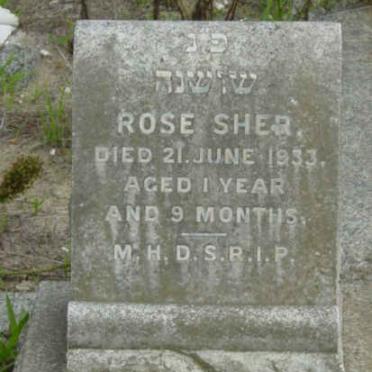 פ נ
שושנה
ROSE SHER.
DIED 21. JUNE 1933.
AGED 1 YEAR
AND 9 MONTHS.
M.H.D.S.R.I.P.